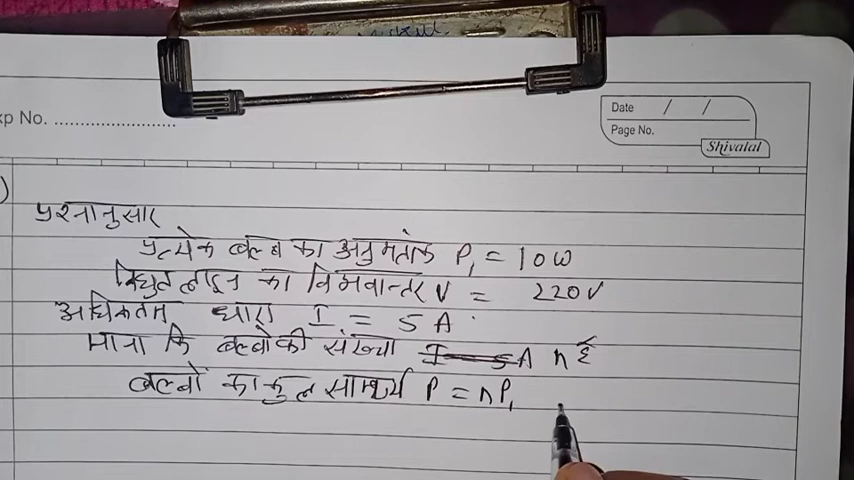 xp No. ........................
Date / /
Page No.
Shivalal
)
प्रश्नानुसार
प्रत्येक बल्ब का अनुमतांक P₁ = 10W
विधुत लाइन का विभवान्तर V = 220V
अधिकतम धारा I = 5A
माना कि बल्बोकी संख्या I = 5A n है
बल्बों का कुल सामर्थ्य P = nP₁